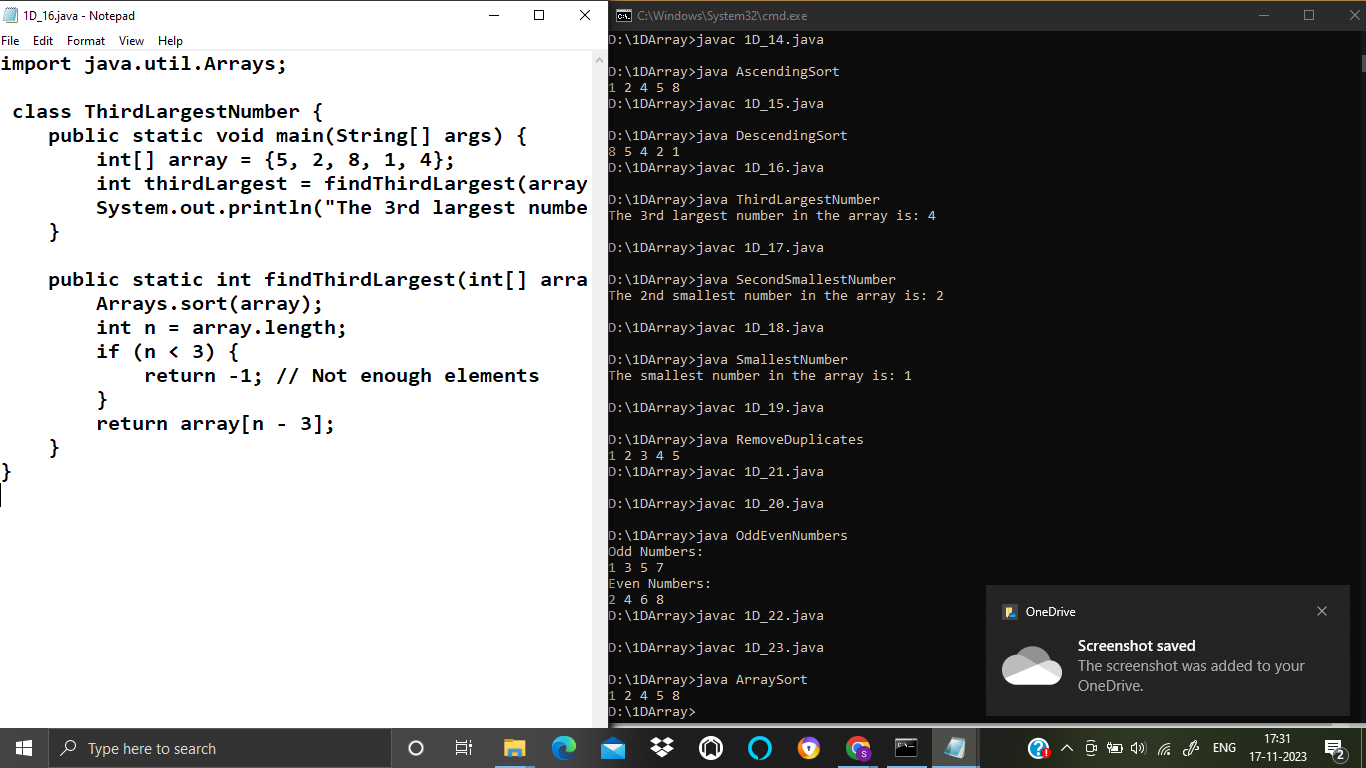 1D_16.java - Notepad
File Edit Format View Help
import java.util.Arrays;
class ThirdLargestNumber {
public static void main(String[] args) {
int[] array = {5, 2, 8, 1, 4};
int thirdLargest = findThirdLargest(array
System.out.println("The 3rd largest numbe
}
public static int findThirdLargest(int[] arra
Arrays.sort(array);
int n = array.length;
if (n < 3) {
return -1; // Not enough elements
}
return array[n - 3];
}
}
C:\Windows\System32\cmd.exe
D:\1DArray>javac 1D_14.java
D:\1DArray>java AscendingSort
1 2 4 5 8
D:\1DArray>javac 1D_15.java
D:\1DArray>java DescendingSort
8 5 4 2 1
D:\1DArray>javac 1D_16.java
D:\1DArray>java ThirdLargestNumber
The 3rd largest number in the array is: 4
D:\1DArray>javac 1D_17.java
D:\1DArray>java SecondSmallestNumber
The 2nd smallest number in the array is: 2
D:\1DArray>javac 1D_18.java
D:\1DArray>java SmallestNumber
The smallest number in the array is: 1
D:\1DArray>javac 1D_19.java
D:\1DArray>java RemoveDuplicates
1 2 3 4 5
D:\1DArray>javac 1D_21.java
D:\1DArray>javac 1D_20.java
D:\1DArray>java OddEvenNumbers
Odd Numbers:
1 3 5 7
Even Numbers:
2 4 6 8
D:\1DArray>javac 1D_22.java
D:\1DArray>javac 1D_23.java
D:\1DArray>java ArraySort
1 2 4 5 8
D:\1DArray>
OneDrive
Screenshot saved
The screenshot was added to your
OneDrive.
Type here to search
S
ENG
17:31
17-11-2023
2